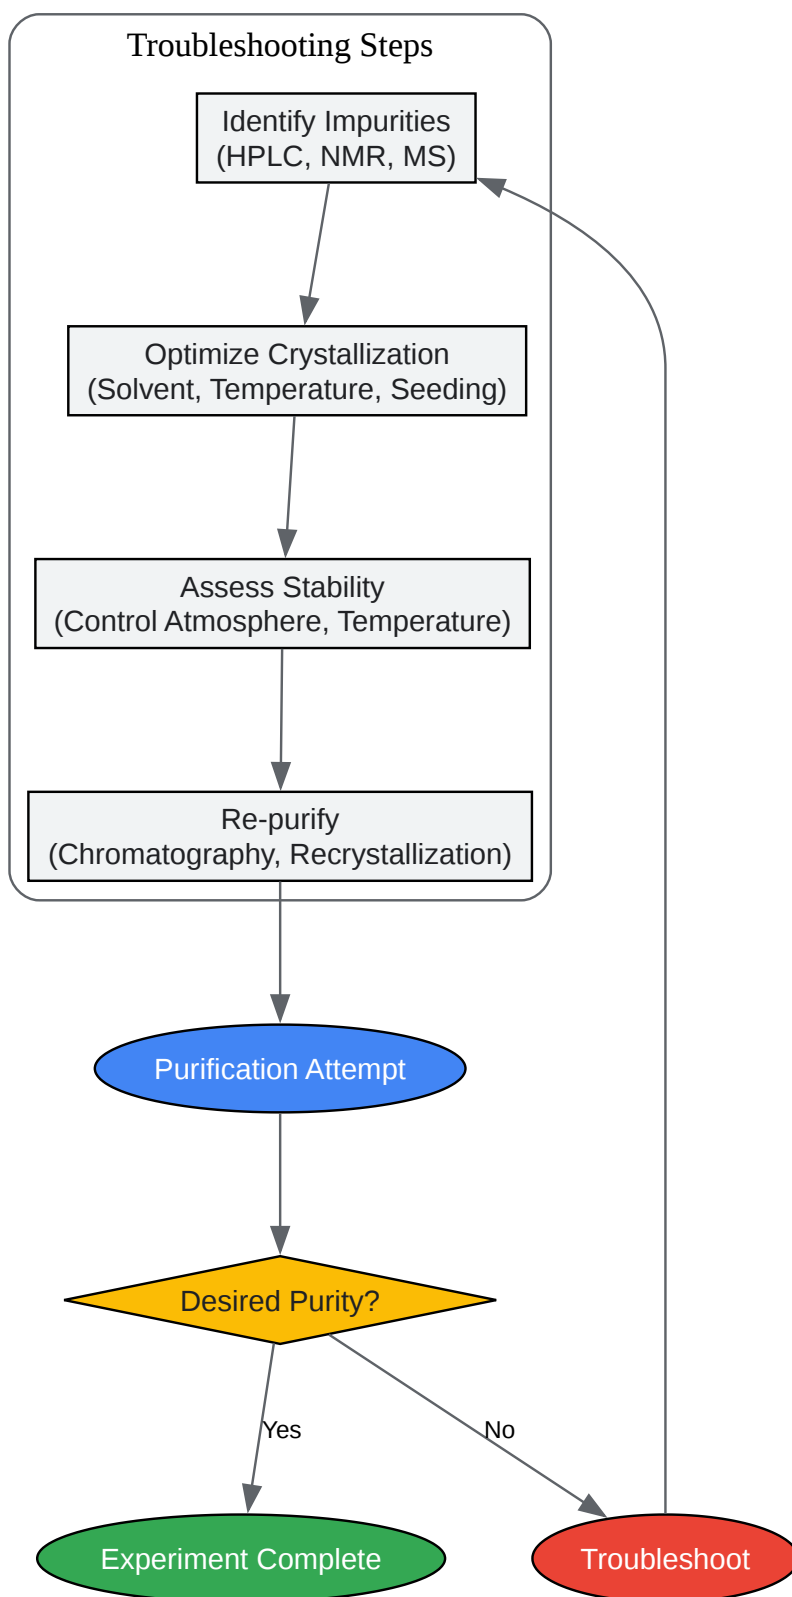 Troubleshooting Steps
Identify Impurities
(HPLC, NMR, MS)
Optimize Crystallization
(Solvent, Temperature, Seeding)
Assess Stability
(Control Atmosphere, Temperature)
Re-purify
(Chromatography, Recrystallization)
Purification Attempt
Desired Purity?
Yes
No
Experiment Complete
Troubleshoot